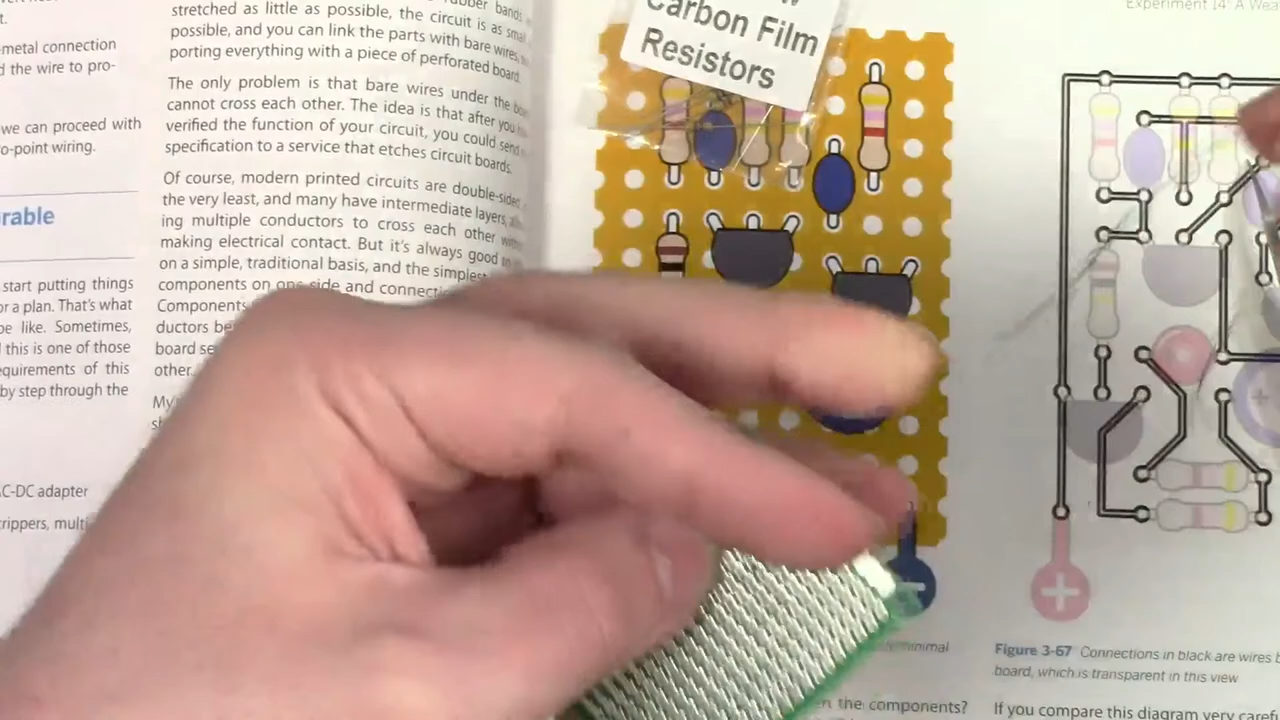 t.
-metal connection
d the wire to pro-
we can proceed with
o-point wiring.
rable
start putting things
or a plan. That's what
be like. Sometimes,
this is one of those
equirements of this
by step through the
C-DC adapter
trippers, multi
rubber bands
stretched as little as possible, the circuit is as small
possible, and you can link the parts with bare wires,
porting everything with a piece of perforated board.
The only problem is that bare wires under the
cannot cross each other. The idea is that after you
verified the function of your circuit, you could send
specification to a service that etches circuit boards.
Of course, modern printed circuits are double-sided
the very least, and many have intermediate layers,
ing multiple conductors to cross each other
making electrical contact. But it's always good to
on a simple, traditional basis, and the simplest
components on one side and connecti
Components
ductors be
board se
other.
My
Carbon Film
Resistors
Experiment 14: A Wea
minimal
the components?
Figure 3-67 Connections in black are wires b
board, which is transparent in this view
If you compare this diagram very caref